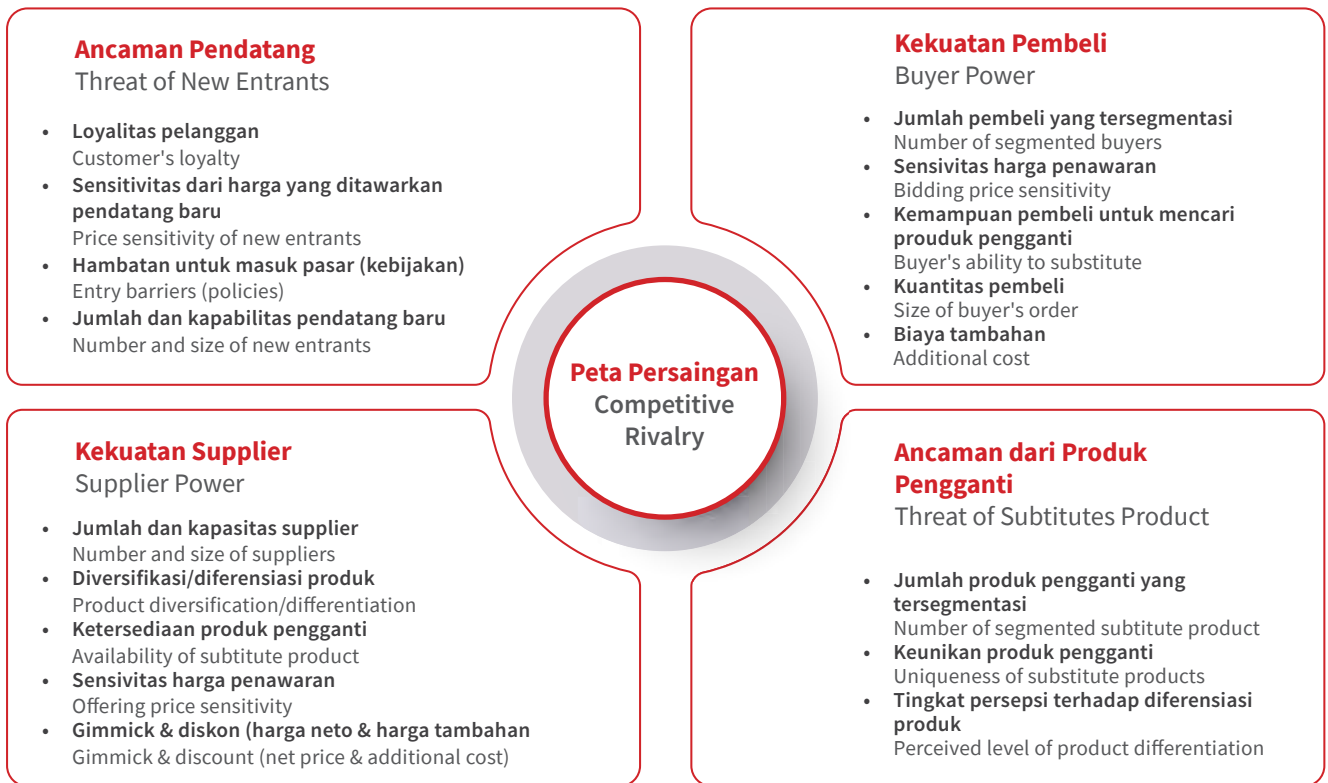 Ancaman Pendatang
Threat of New Entrants
• Loyalitas pelanggan
Customer's loyalty
• Sensitivitas dari harga yang ditawarkan
pendatang baru
Price sensitivity of new entrants
• Hambatan untuk masuk pasar (kebijakan)
Entry barriers (policies)
• Jumlah dan kapabilitas pendatang baru
Number and size of new entrants
Kekuatan Pembeli
Buyer Power
• Jumlah pembeli yang tersegmentasi
Number of segmented buyers
• Sensivitas harga penawaran
Bidding price sensitivity
• Kemampuan pembeli untuk mencari
prouduk pengganti
Buyer's ability to substitute
• Kuantitas pembeli
Size of buyer's order
• Biaya tambahan
Additional cost
Peta Persaingan
Competitive
Rivalry
Kekuatan Supplier
Supplier Power
• Jumlah dan kapasitas supplier
Number and size of suppliers
• Diversifikasi/diferensiasi produk
Product diversification/differentiation
• Ketersediaan produk pengganti
Availability of subtitute product
• Sensivitas harga penawaran
Offering price sensitivity
• Gimmick & diskon (harga neto & harga tambahan
Gimmick & discount (net price & additional cost)
Ancaman dari Produk
Pengganti
Threat of Subtitutes Product
• Jumlah produk pengganti yang
tersegmentasi
Number of segmented subtitute product
• Keunikan produk pengganti
Uniqueness of substitute products
• Tingkat persepsi terhadap diferensiasi
produk
Perceived level of product differentiation